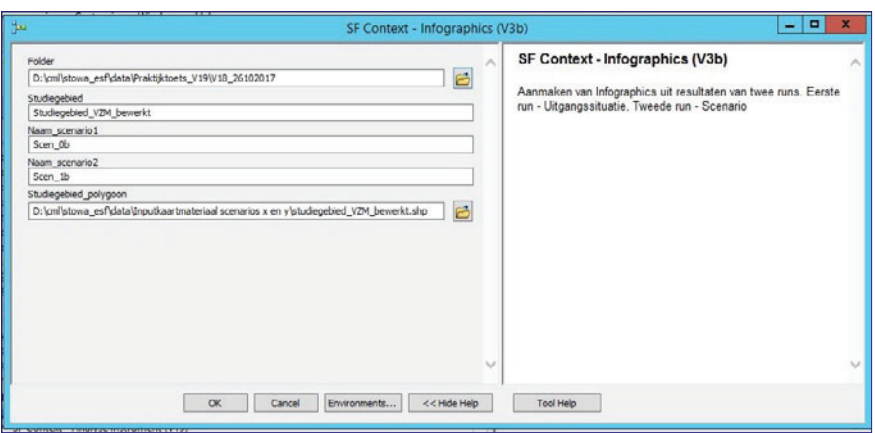 SF Context - Infographics (V3b)
Folder
D:\cml\stowa_esf\data\Praktijktoets_V19\V18_26102017
Studiegebied
Studiegebied_VZM_bewerkt
Naam_scenario1
Scen_0b
Naam_scenario2
Scen_1b
Studiegebied_polygoon
D:\cml\stowa_esf\data\Inputkaartmateriaal scenarios x en y\studiegebied_VZM_bewerkt.shp
SF Context - Infographics (V3b)
Aanmaken van Infographics uit resultaten van twee runs. Eerste
run - Uitgangssituatie. Tweede run - Scenario
OK
Cancel
Environments...
<< Hide Help
Tool Help